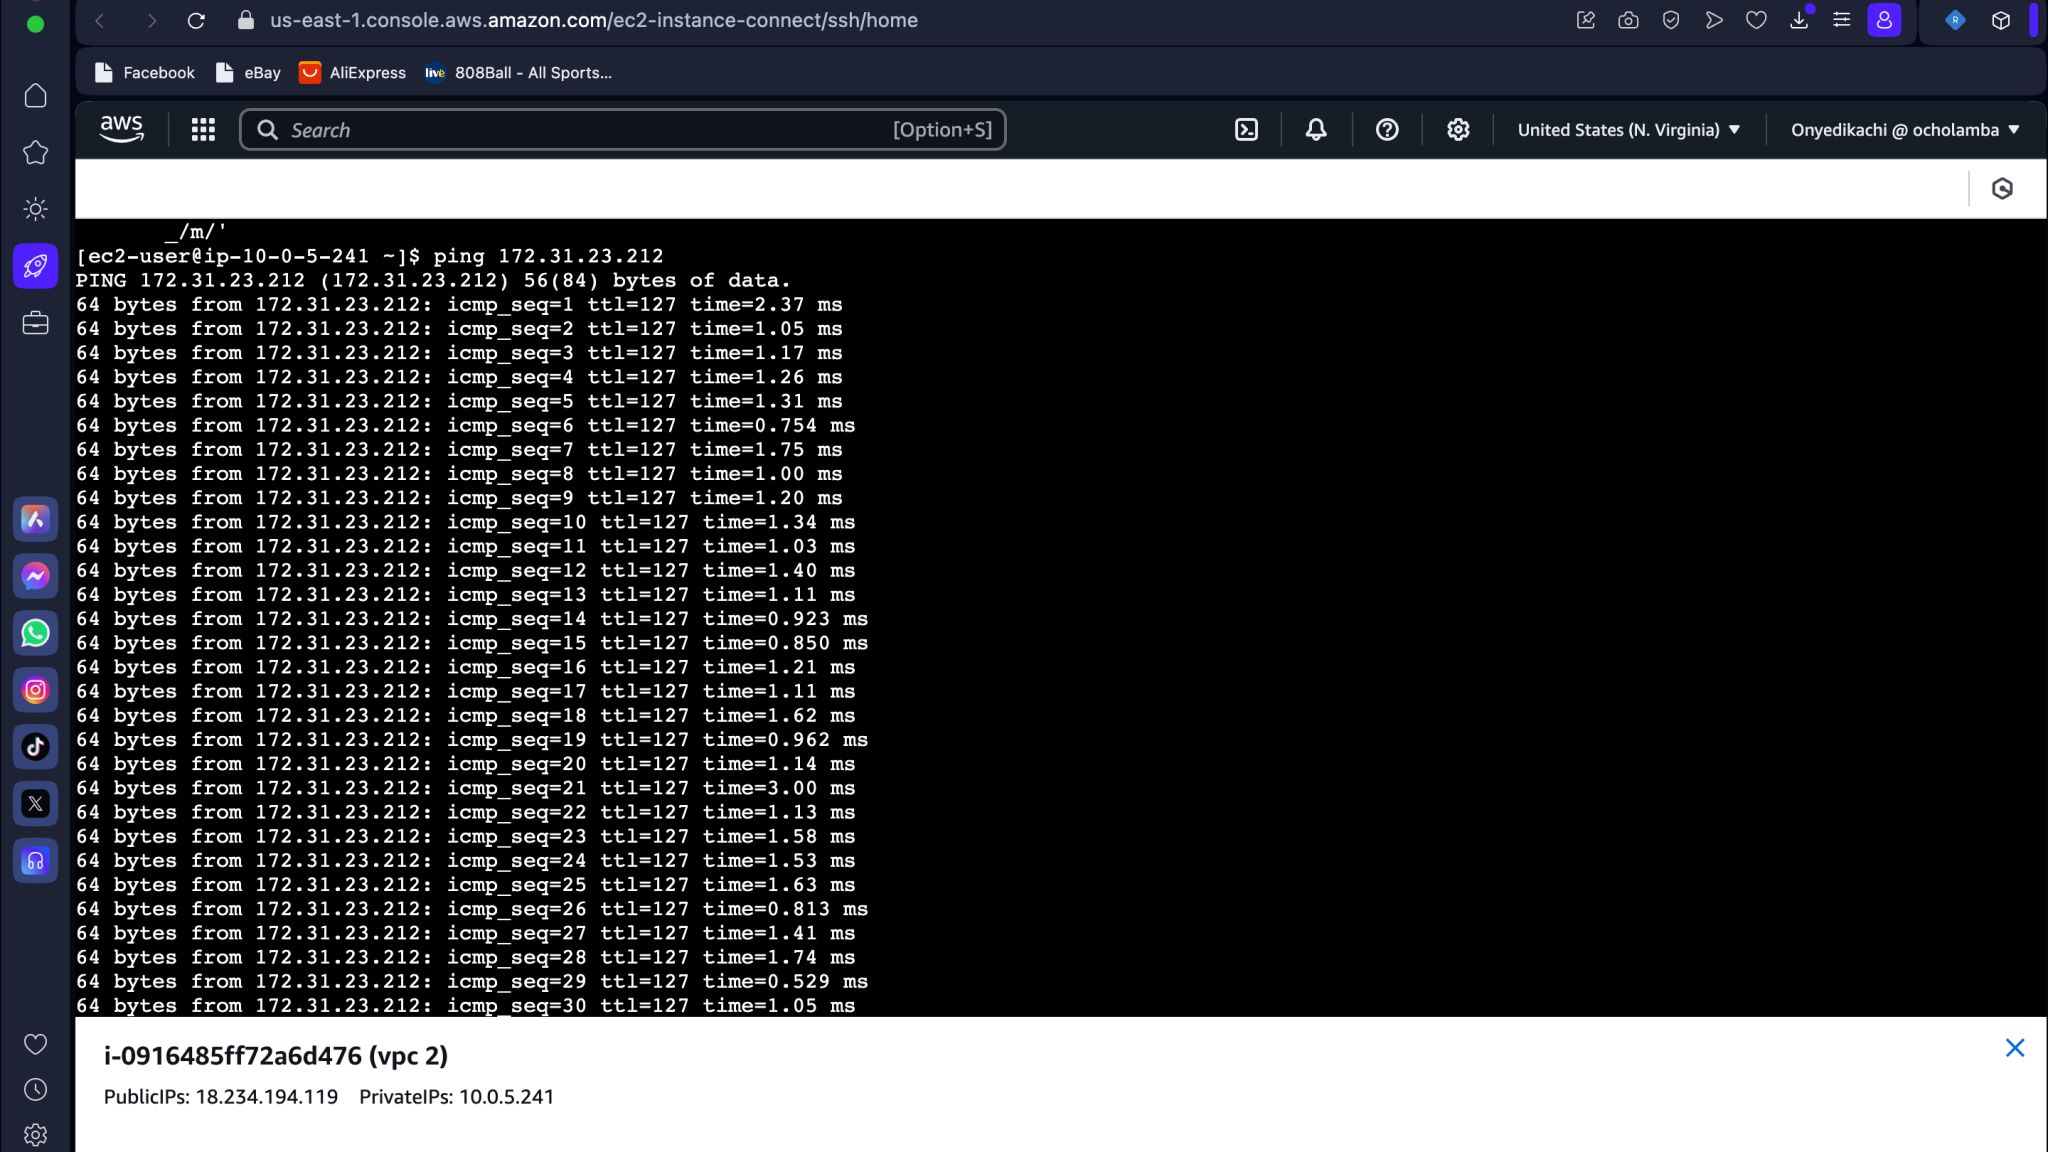 us-east-1.console.aws.amazon.com/ec2-instance-connect/ssh/home
Facebook eBay AliExpress live 808Ball - All Sports...
aws Search [Option+S] United States (N. Virginia) Onyedikachi @ ocholamba
_/m/'
[ec2-user@ip-10-0-5-241 ~]$ ping 172.31.23.212
PING 172.31.23.212 (172.31.23.212) 56(84) bytes of data.
64 bytes from 172.31.23.212: icmp_seq=1 ttl=127 time=2.37 ms
64 bytes from 172.31.23.212: icmp_seq=2 ttl=127 time=1.05 ms
64 bytes from 172.31.23.212: icmp_seq=3 ttl=127 time=1.17 ms
64 bytes from 172.31.23.212: icmp_seq=4 ttl=127 time=1.26 ms
64 bytes from 172.31.23.212: icmp_seq=5 ttl=127 time=1.31 ms
64 bytes from 172.31.23.212: icmp_seq=6 ttl=127 time=0.754 ms
64 bytes from 172.31.23.212: icmp_seq=7 ttl=127 time=1.75 ms
64 bytes from 172.31.23.212: icmp_seq=8 ttl=127 time=1.00 ms
64 bytes from 172.31.23.212: icmp_seq=9 ttl=127 time=1.20 ms
64 bytes from 172.31.23.212: icmp_seq=10 ttl=127 time=1.34 ms
64 bytes from 172.31.23.212: icmp_seq=11 ttl=127 time=1.03 ms
64 bytes from 172.31.23.212: icmp_seq=12 ttl=127 time=1.40 ms
64 bytes from 172.31.23.212: icmp_seq=13 ttl=127 time=1.11 ms
64 bytes from 172.31.23.212: icmp_seq=14 ttl=127 time=0.923 ms
64 bytes from 172.31.23.212: icmp_seq=15 ttl=127 time=0.850 ms
64 bytes from 172.31.23.212: icmp_seq=16 ttl=127 time=1.21 ms
64 bytes from 172.31.23.212: icmp_seq=17 ttl=127 time=1.11 ms
64 bytes from 172.31.23.212: icmp_seq=18 ttl=127 time=1.62 ms
64 bytes from 172.31.23.212: icmp_seq=19 ttl=127 time=0.962 ms
64 bytes from 172.31.23.212: icmp_seq=20 ttl=127 time=1.14 ms
64 bytes from 172.31.23.212: icmp_seq=21 ttl=127 time=3.00 ms
64 bytes from 172.31.23.212: icmp_seq=22 ttl=127 time=1.13 ms
64 bytes from 172.31.23.212: icmp_seq=23 ttl=127 time=1.58 ms
64 bytes from 172.31.23.212: icmp_seq=24 ttl=127 time=1.53 ms
64 bytes from 172.31.23.212: icmp_seq=25 ttl=127 time=1.63 ms
64 bytes from 172.31.23.212: icmp_seq=26 ttl=127 time=0.813 ms
64 bytes from 172.31.23.212: icmp_seq=27 ttl=127 time=1.41 ms
64 bytes from 172.31.23.212: icmp_seq=28 ttl=127 time=1.74 ms
64 bytes from 172.31.23.212: icmp_seq=29 ttl=127 time=0.529 ms
64 bytes from 172.31.23.212: icmp_seq=30 ttl=127 time=1.05 ms
i-0916485ff72a6d476 (vpc 2)
PublicIPs: 18.234.194.119 PrivateIPs: 10.0.5.241